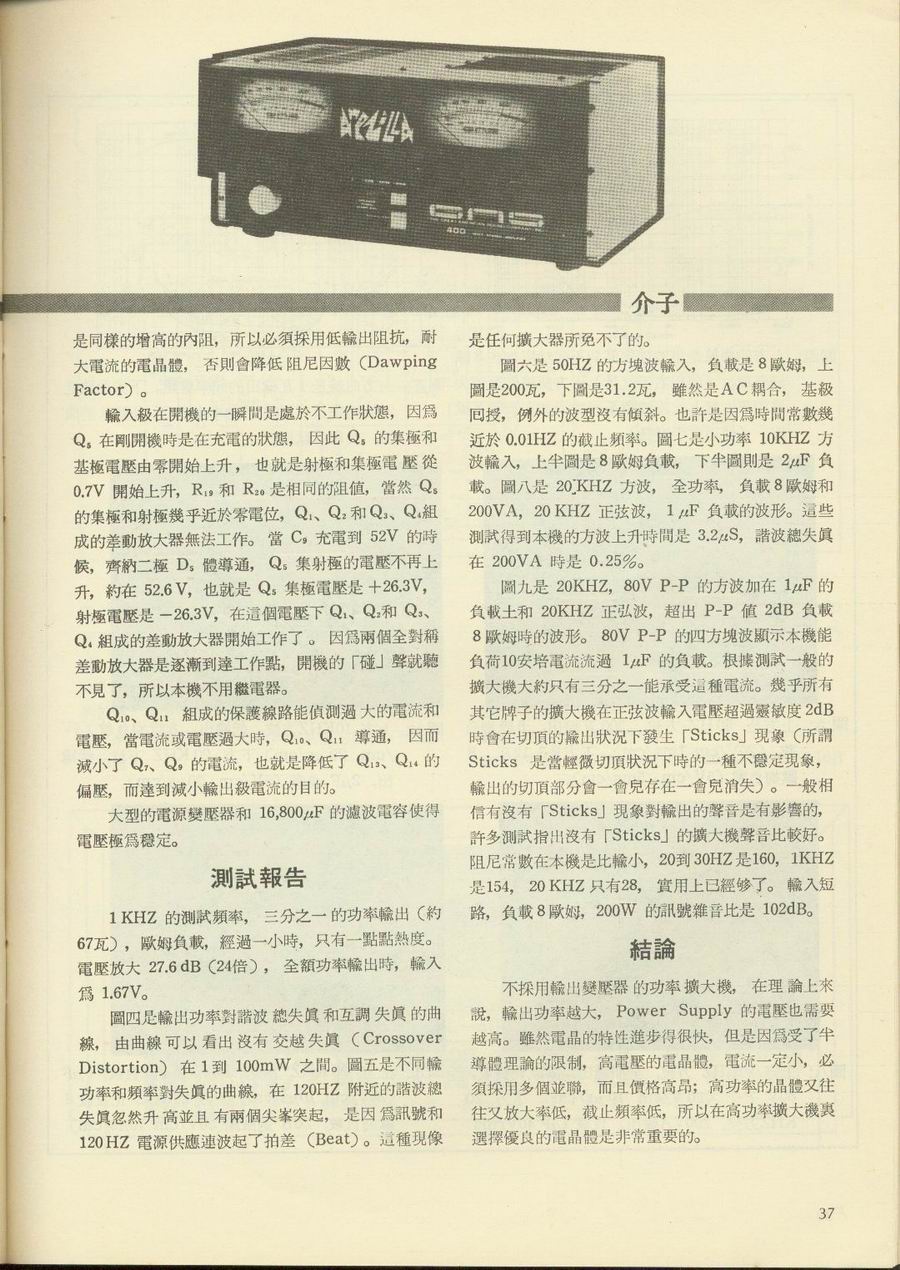 AMPZILLA
400
介子
是同樣的增高的內阻，所以必須採用低輸出阻抗，耐
大電流的電晶體， 否則會降低阻尼因數（Dawping
Factor）。
輸入級在開機的一瞬間是處於不工作狀態，因爲
Q₅ 在剛開機時是在充電的狀態， 因此 Q₅ 的集極和
基極電壓由零開始上升， 也就是射極和集極電 壓 從
0.7V 開始上升，R₁₉ 和 R₂₀ 是相同的阻值，當然 Q₅
的集極和射極幾乎近於零電位，Q₁、Q₂ 和 Q₃、Q₄組
成的差動放大器無法工作。 當 C₉ 充電到 52V 的時
候，齊納二極 D₅ 體導通， Q₅ 集射極的電壓不再上
升，約在 52.6 V，也就是 Q₅ 集極電壓是 +26.3V，
射極電壓是 −26.3V，在這個電壓下 Q₁、Q₂和 Q₃、
Q₄ 組成的差動放大器開始工作了 。 因爲兩個全對稱
差動放大器是逐漸到達工作點，開機的「碰」聲就聽
不見了，所以本機不用繼電器。
Q₁₀、Q₁₁ 組成的保護線路能偵測過 大的電流和
電壓，當電流或電壓過大時，Q₁₀、Q₁₁ 導通， 因而
減小了 Q₇、Q₉ 的電流，也就是降低了 Q₁₃、Q₁₄ 的
偏壓，而達到減小輸出級電流的目的。
大型的電源變壓器和 16,800μF 的濾波電容使得
電壓極爲穩定。
測試報告
1 KHZ 的測試頻率， 三分之一的功率輸出（約
67瓦），歐姆負載，經過一小時，只有一點點熱度。
電壓放大 27.6 dB（24倍）， 全額功率輸出時，輸入
爲 1.67V。
圖四是輸出功率對諧波 總失眞 和互調 失眞 的曲
線， 由曲線 可以 看出 沒有 交越 失眞 （ Crossover
Distortion） 在 1 到 100mW 之間。圖五是不同輸
功率和頻率對失眞的曲線，在 120HZ 附近的諧波總
失眞忽然升 高並且 有兩個尖峯突起， 是因 爲訊號和
120 HZ 電源供應連波起了拍差 （Beat）。這種現像
是任何擴大器所免不了的。
圖六是 50HZ 的方塊波輸入，負載是 8 歐姆，上
圖是200瓦，下圖是31.2瓦， 雖然是A C 耦合， 基級
囘授，例外的波型沒有傾斜。也許是因爲時間常數幾
近於 0.01HZ 的截止頻率。圖七是小功率 10KHZ 方
波輸入，上半圖是 8 歐姆負載， 下半圖則是 2μF 負
載。圖八是 20KHZ 方波， 全功率， 負載 8 歐姆和
200VA，20 KHZ 正弦波， 1 μF 負載的波形。這些
測試得到本機的方波上升時間是 3.2μS，諧波總失眞
在 200VA 時是 0.25%。
圖九是 20KHZ，80V P-P 的方波加在 1μF 的
負載土和 20KHZ 正弘波，超出 P-P 値 2dB 負載
8 歐姆時的波形。 80V P-P 的四方塊波顯示本機能
負荷10安培電流流過 1μF 的負載。根據測試一般的
擴大機大約只有三分之一能承受這種電流。幾乎所有
其它牌子的擴大機在正弦波輸入電壓超過靈敏度 2dB
時會在切頂的輸出狀況下發生「Sticks」現象（所謂
Sticks 是當輕微切頂狀況下時的一種不隱定現象，
輸出的切頂部分會一會兒存在一會兒消失）。一般相
信有沒有「Sticks」現象對輸出的聲音是有影響的，
許多測試指出沒有「Sticks」的擴大機聲音比較好。
阻尼常數在本機是比輸小，20到 30HZ 是160，1KHZ
是154， 20 KHZ 只有28， 實用上已經够了。 輸入短
路，負載 8 歐姆，200W 的訊號雜音比是 102dB。
結論
不採用輸出變壓器 的功率 擴大機， 在理 論上來
說，輸出功率越大， Power Supply 的電壓也需要
越高。雖然電晶的特性進步得很快，但是因爲受了半
導體理論的限制，高電壓的電晶體，電流一定小，必
須採用多個並聯，而且價格高昂；高功率的晶體又往
往又放大率低，截止頻率低，所以在高功率擴大機裏
選擇優良的電晶體是非常重要的。
37